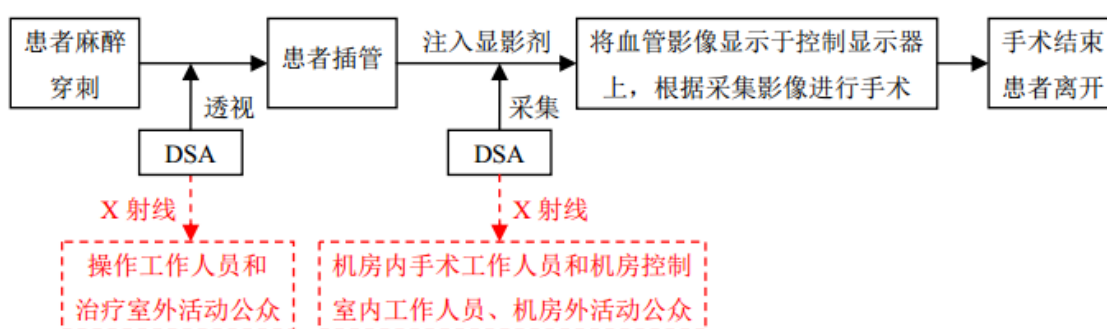 患者麻醉
穿刺
患者插管
注入显影剂
将血管影像显示于控制显示器
上，根据采集影像进行手术
手术结束
患者离开
透视
采集
DSA
DSA
X 射线
X 射线
操作工作人员和
治疗室外活动公众
机房内手术工作人员和机房控制
室内工作人员、机房外活动公众